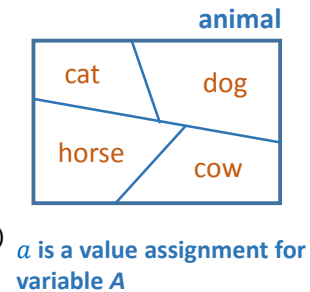 animal
cat
dog
horse
cow
)
a is a value assignment for
variable A